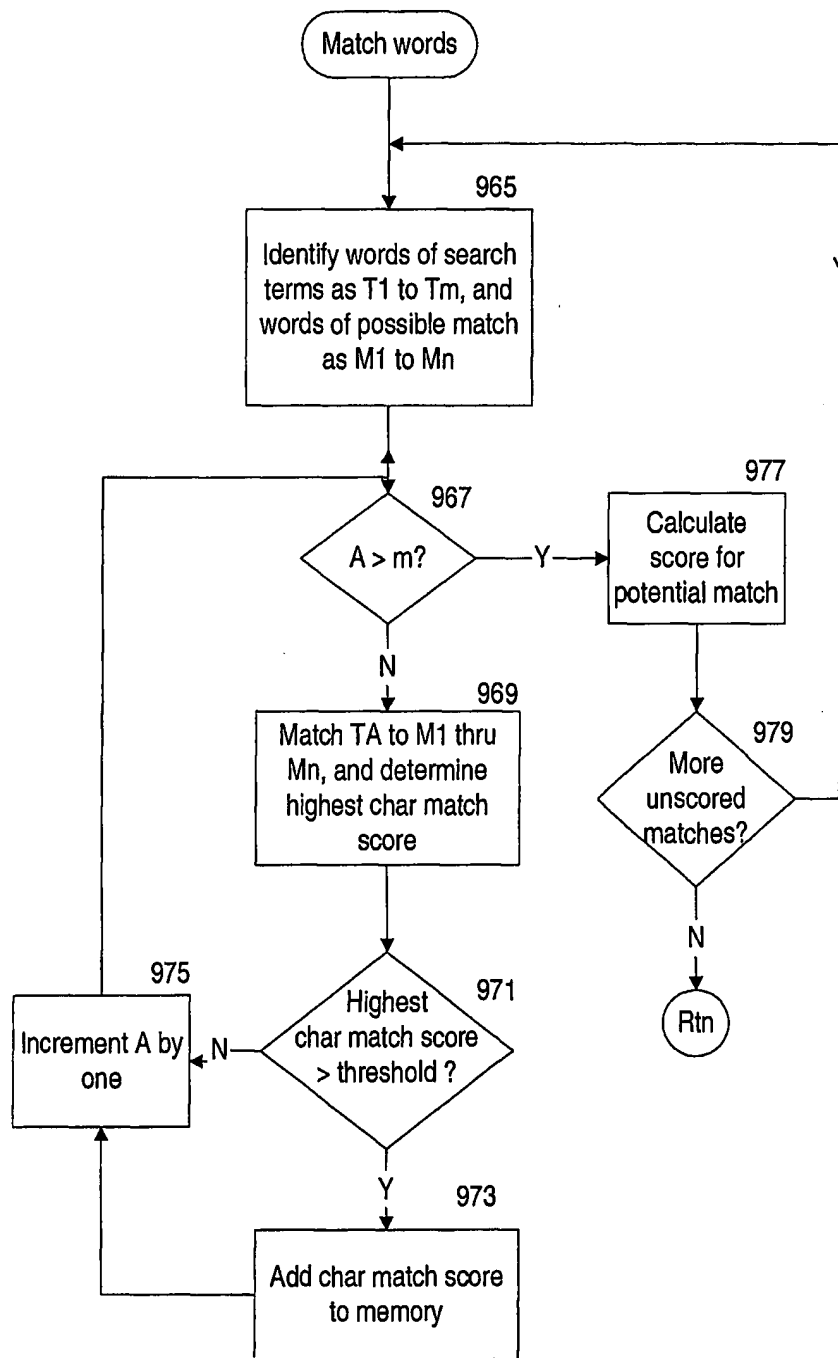 Match words
965
Identify words of search
terms as T1 to Tm, and
words of possible match
as M1 to Mn
967
A > m?
Y
977
Calculate
score for
potential match
N
969
Match TA to M1 thru
Mn, and determine
highest char match
score
979
More
unscored
matches?
N
Rtn
971
Highest
char match score
> threshold ?
N
975
Increment A by
one
Y
973
Add char match score
to memory